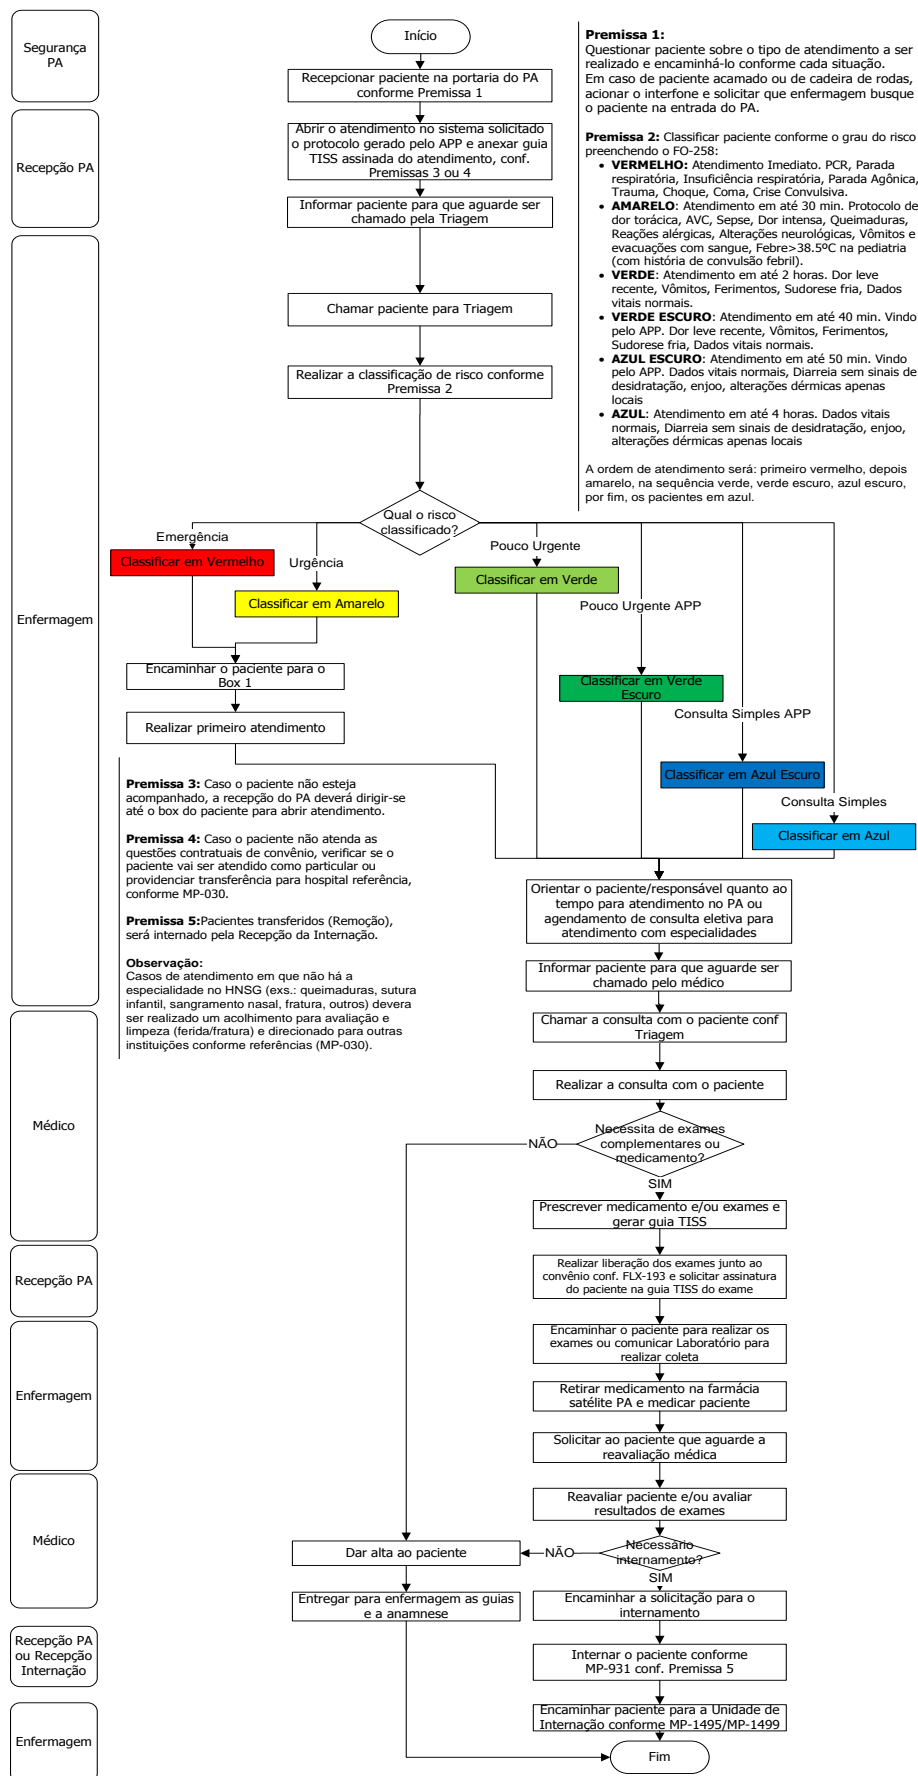 Segurança
PA
Início
Recepcionar paciente na portaria do PA
conforme Premissa 1
Recepção PA
Abrir o atendimento no sistema solicitado
o protocolo gerado pelo APP e anexar guia
TISS assinada do atendimento, conf.
Premissas 3 ou 4
Informar paciente para que aguarde ser
chamado pela Triagem
Premissa 1:
Questionar paciente sobre o tipo de atendimento a ser
realizado e encaminhá-lo conforme cada situação.
Em caso de paciente acamado ou de cadeira de rodas,
acionar o interfone e solicitar que enfermagem busque
o paciente na entrada do PA.
Premissa 2: Classificar paciente conforme o grau do risco
preenchendo o FO-258:
• VERMELHO: Atendimento Imediato. PCR, Parada
respiratória, Insuficiência respiratória, Parada Agônica,
Trauma, Choque, Coma, Crise Convulsiva.
• AMARELO: Atendimento em até 30 min. Protocolo de
dor torácica, AVC, Sepse, Dor intensa, Queimaduras,
Reações alérgicas, Alterações neurológicas, Vômitos e
evacuações com sangue, Febre>38.5ºC na pediatria
(com história de convulsão febril).
• VERDE: Atendimento em até 2 horas. Dor leve
recente, Vômitos, Ferimentos, Sudorese fria, Dados
vitais normais.
• VERDE ESCURO: Atendimento em até 40 min. Vindo
pelo APP. Dor leve recente, Vômitos, Ferimentos,
Sudorese fria, Dados vitais normais.
• AZUL ESCURO: Atendimento em até 50 min. Vindo
pelo APP. Dados vitais normais, Diarreia sem sinais de
desidratação, enjoo, alterações dérmicas apenas
locais
• AZUL: Atendimento em até 4 horas. Dados vitais
normais, Diarreia sem sinais de desidratação, enjoo,
alterações dérmicas apenas locais
A ordem de atendimento será: primeiro vermelho, depois
amarelo, na sequência verde, verde escuro, azul escuro,
por fim, os pacientes em azul.
Enfermagem
Chamar paciente para Triagem
Realizar a classificação de risco conforme
Premissa 2
Qual o risco
classificado?
Emergência
Classificar em Vermelho
Urgência
Classificar em Amarelo
Pouco Urgente
Classificar em Verde
Pouco Urgente APP
Classificar em Verde
Escuro
Consulta Simples APP
Classificar em Azul Escuro
Consulta Simples
Classificar em Azul
Encaminhar o paciente para o
Box 1
Realizar primeiro atendimento
Premissa 3: Caso o paciente não esteja
acompanhado, a recepção do PA deverá dirigir-se
até o box do paciente para abrir atendimento.
Premissa 4: Caso o paciente não atenda as
questões contratuais de convênio, verificar se o
paciente vai ser atendido como particular ou
providenciar transferência para hospital referência,
conforme MP-030.
Premissa 5:Pacientes transferidos (Remoção),
será internado pela Recepção da Internação.
Observação:
Casos de atendimento em que não há a
especialidade no HNSG (exs.: queimaduras, sutura
infantil, sangramento nasal, fratura, outros) devera
ser realizado um acolhimento para avaliação e
limpeza (ferida/fratura) e direcionado para outras
instituições conforme referências (MP-030).
Orientar o paciente/responsável quanto ao
tempo para atendimento no PA ou
agendamento de consulta eletiva para
atendimento com especialidades
Informar paciente para que aguarde ser
chamado pelo médico
Médico
Chamar a consulta com o paciente conf
Triagem
Realizar a consulta com o paciente
Necessita de exames
complementares ou
medicamento?
NÃO
SIM
Prescrever medicamento e/ou exames e
gerar guia TISS
Recepção PA
Realizar liberação dos exames junto ao
convênio conf. FLX-193 e solicitar assinatura
do paciente na guia TISS do exame
Enfermagem
Encaminhar o paciente para realizar os
exames ou comunicar Laboratório para
realizar coleta
Retirar medicamento na farmácia
satélite PA e medicar paciente
Solicitar ao paciente que aguarde a
reavaliação médica
Médico
Reavaliar paciente e/ou avaliar
resultados de exames
Necessário
internamento?
NÃO
SIM
Dar alta ao paciente
Entregar para enfermagem as guias
e a anamnese
Encaminhar a solicitação para o
internamento
Recepção PA
ou Recepção
Internação
Internar o paciente conforme
MP-931 conf. Premissa 5
Enfermagem
Encaminhar paciente para a Unidade de
Internação conforme MP-1495/MP-1499
Fim